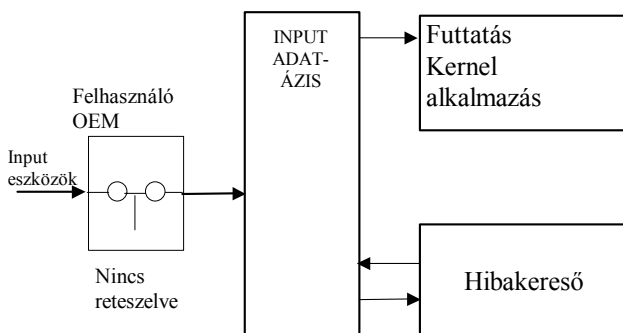 INPUT
ADAT-
ÁZIS
Futtatás
Kernel
alkalmazás
Felhasználó
OEM
Input
eszközök
Nincs
reteszelve
Hibakereső